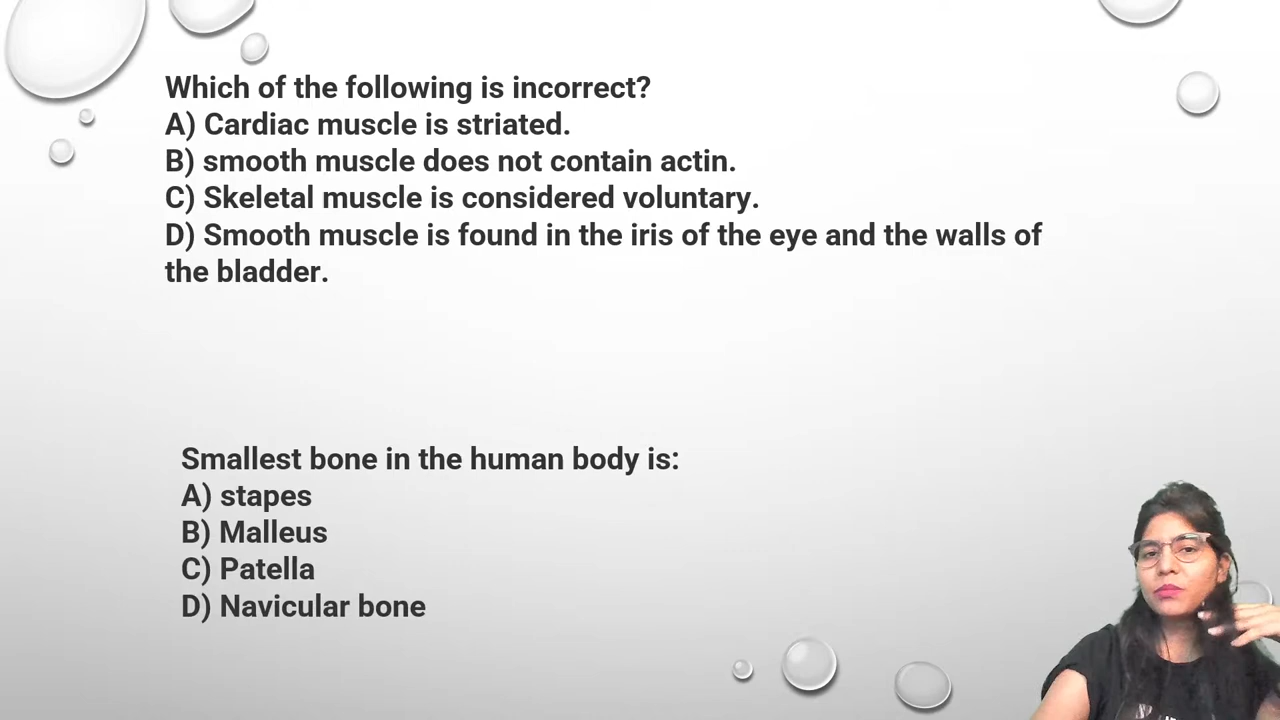 Which of the following is incorrect?
A) Cardiac muscle is striated.
B) smooth muscle does not contain actin.
C) Skeletal muscle is considered voluntary.
D) Smooth muscle is found in the iris of the eye and the walls of
the bladder.
Smallest bone in the human body is:
A) stapes
B) Malleus
C) Patella
D) Navicular bone